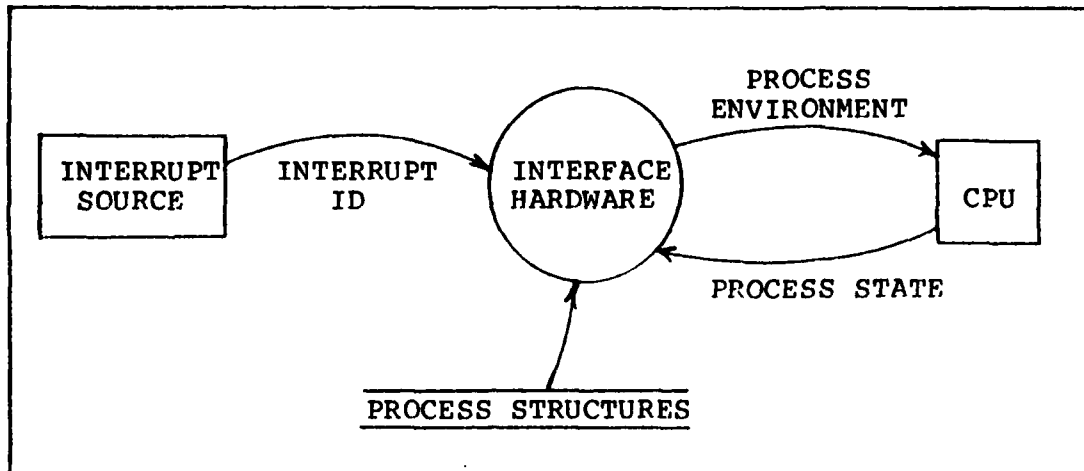 PROCESS
ENVIRONMENT
INTERRUPT
SOURCE
INTERRUPT
ID
INTERFACE
HARDWARE
CPU
PROCESS STATE
PROCESS STRUCTURES